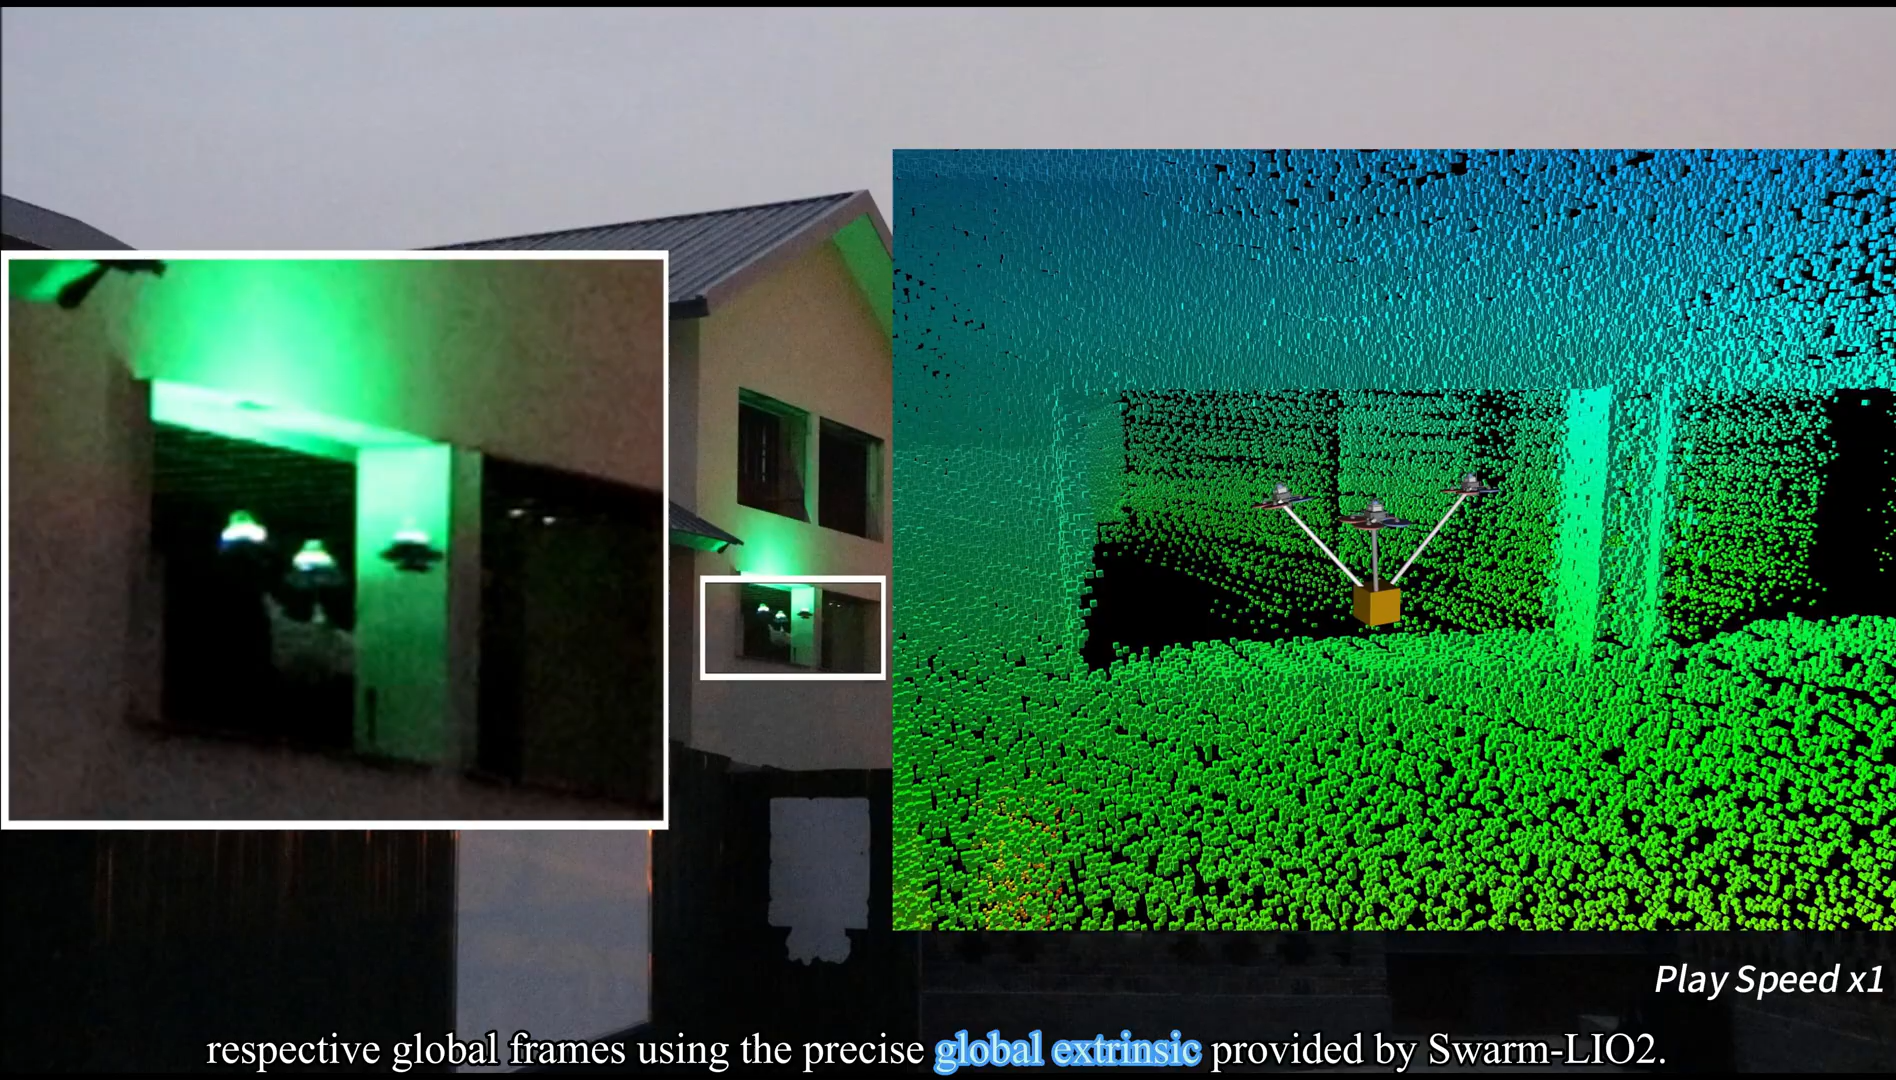 Play Speed x1
respective global frames using the precise global extrinsic provided by Swarm-LIO2.